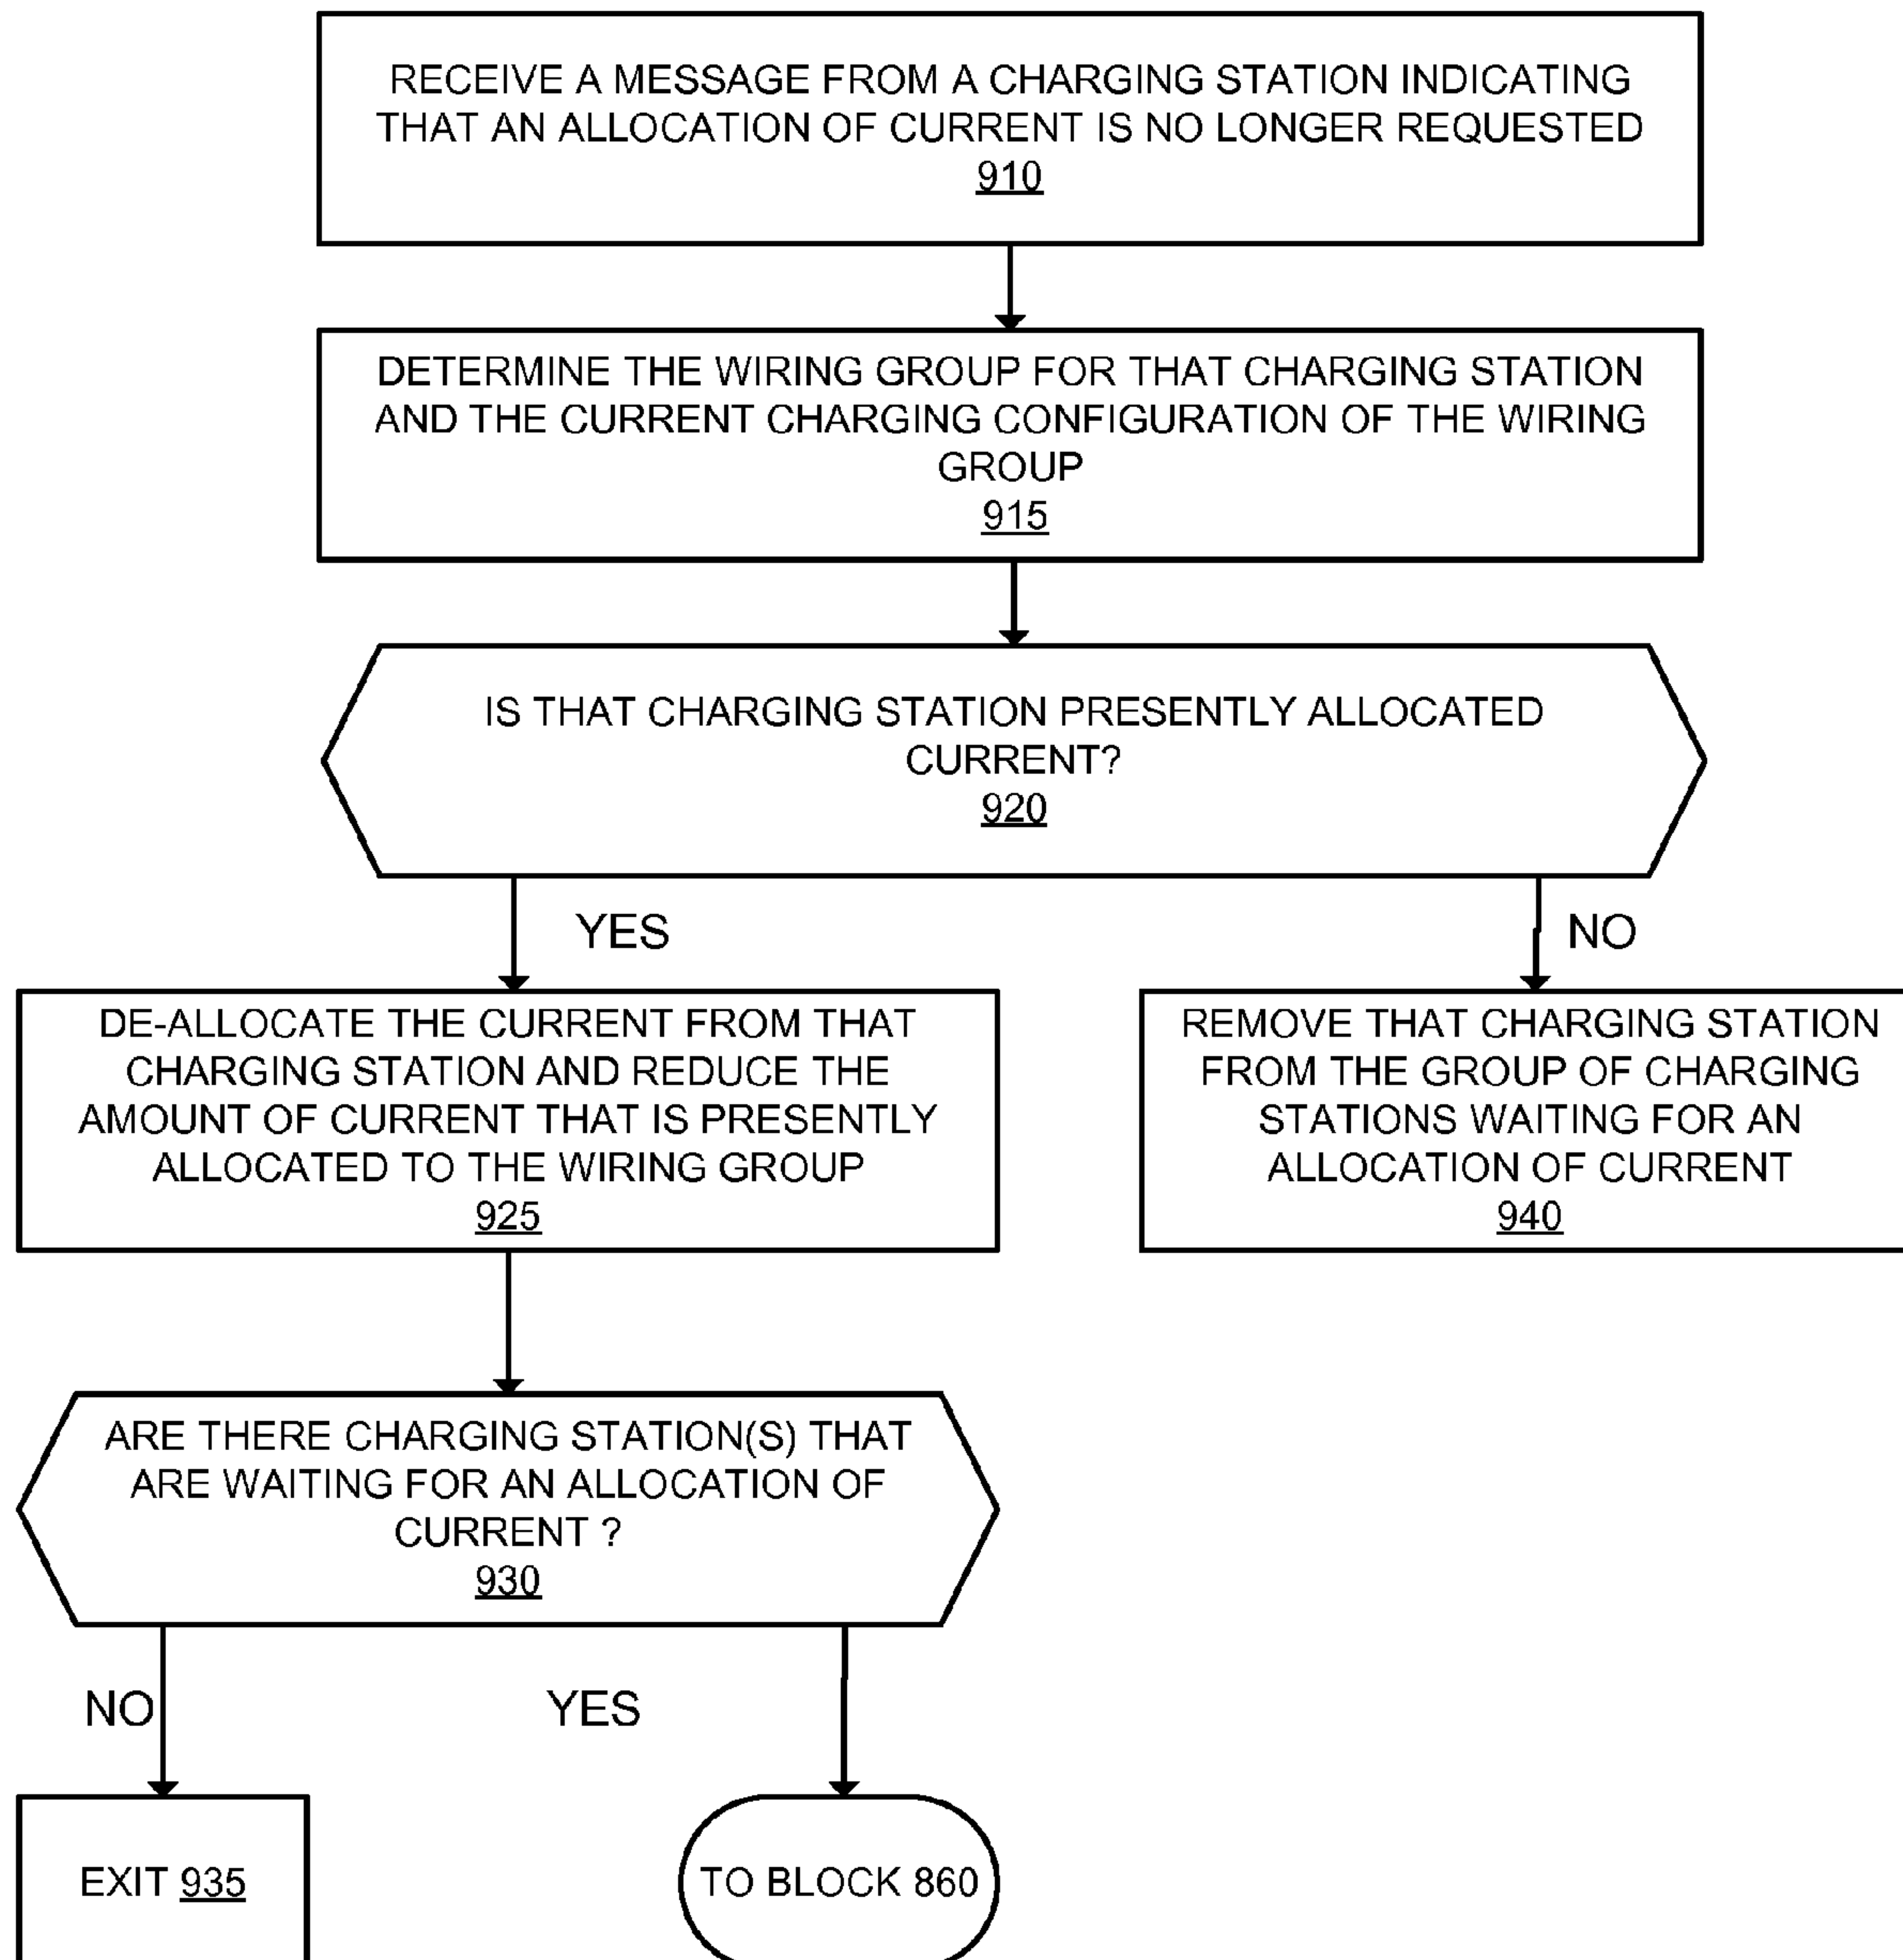 RECEIVE A MESSAGE FROM A CHARGING STATION INDICATING
THAT AN ALLOCATION OF CURRENT IS NO LONGER REQUESTED
910
DETERMINE THE WIRING GROUP FOR THAT CHARGING STATION
AND THE CURRENT CHARGING CONFIGURATION OF THE WIRING
GROUP
915
IS THAT CHARGING STATION PRESENTLY ALLOCATED
CURRENT?
920
YES
NO
DE-ALLOCATE THE CURRENT FROM THAT
CHARGING STATION AND REDUCE THE
AMOUNT OF CURRENT THAT IS PRESENTLY
ALLOCATED TO THE WIRING GROUP
925
REMOVE THAT CHARGING STATION
FROM THE GROUP OF CHARGING
STATIONS WAITING FOR AN
ALLOCATION OF CURRENT
940
ARE THERE CHARGING STATION(S) THAT
ARE WAITING FOR AN ALLOCATION OF
CURRENT ?
930
NO
YES
EXIT 935
TO BLOCK 860